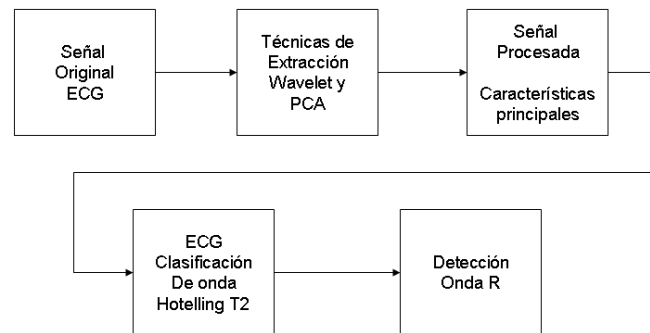 Señal
Original
ECG
Técnicas de
Extracción
Wavelet y
PCA
Señal
Procesada
Características
principales
ECG
Clasificación
De onda
Hotelling T2
Detección
Onda R